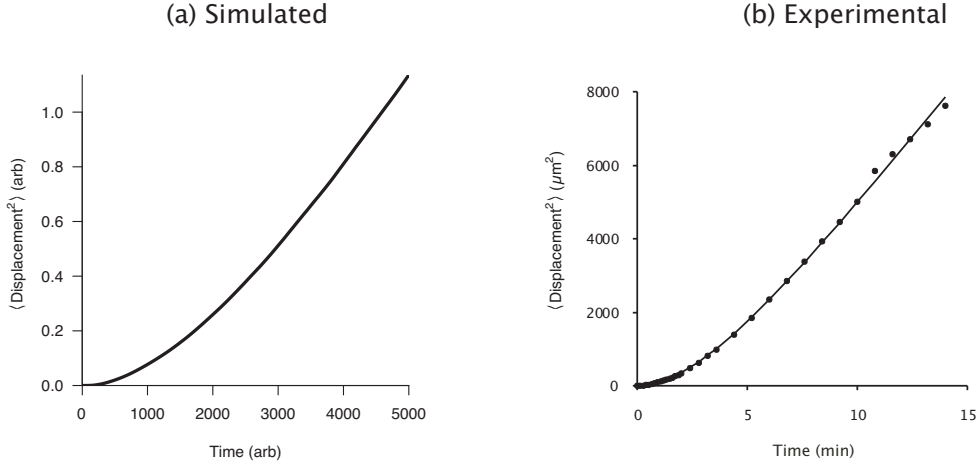 (a) Simulated
⟨Displacement²⟩ (arb)
1.0
0.8
0.6
0.4
0.2
0.0
0 1000 2000 3000 4000 5000
Time (arb)
(b) Experimental
⟨Displacement²⟩ (µm²)
8000
6000
4000
2000
0
0 5 10 15
Time (min)